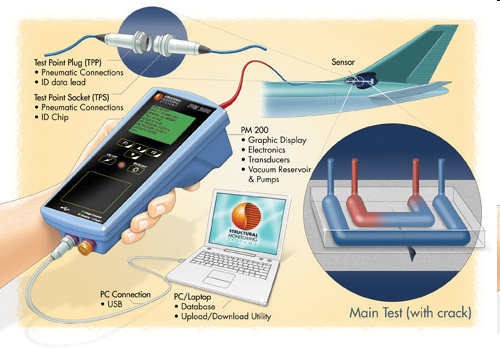 Test Point Plug (TPP)
• Pneumatic Connections
• ID data lead
Test Point Socket (TPS)
• Pneumatic Connections
• ID Chip
Sensor
PM 200
• Graphic Display
• Electronics
• Transducers
• Vacuum Reservoir
& Pumps
STRUCTURAL
MONITORING
SYSTEMS
PC Connection
• USB
PC/Laptop
• Database
• Upload/Download Utility
Main Test (with crack)